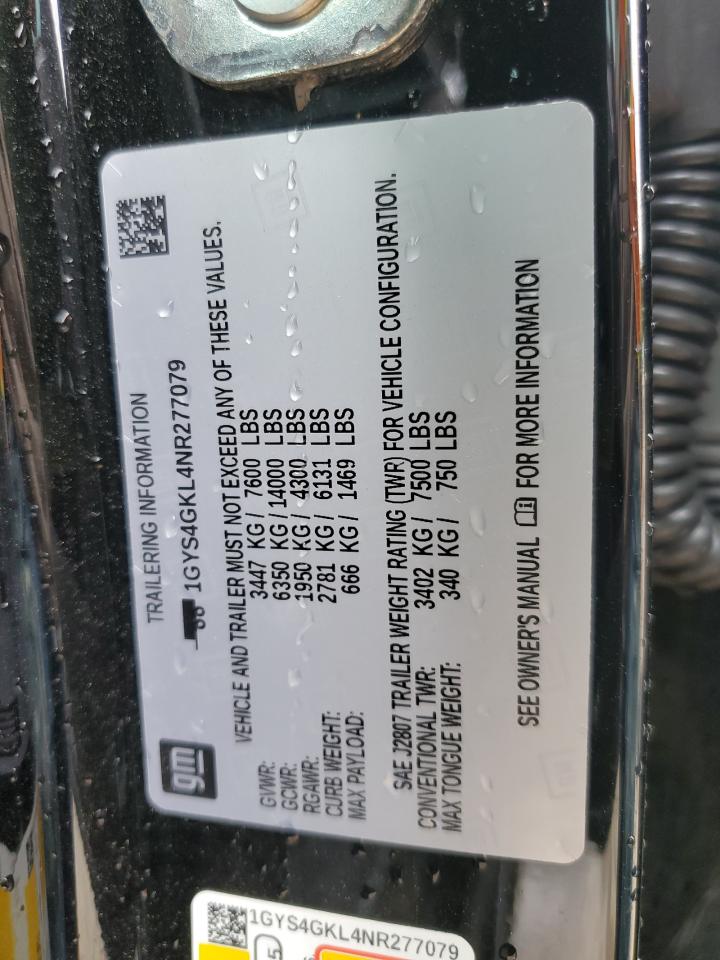 gm
TRAILERING INFORMATION
1GYS4GKL4NR277079
VEHICLE AND TRAILER MUST NOT EXCEED ANY OF THESE VALUES.
GVWR: 3447 KG / 7600 LBS
GCWR: 6350 KG / 14000 LBS
RGAWR: 1950 KG / 4300 LBS
CURB WEIGHT: 2781 KG / 6131 LBS
MAX PAYLOAD: 666 KG / 1469 LBS
SAE J2807 TRAILER WEIGHT RATING (TWR) FOR VEHICLE CONFIGURATION.
CONVENTIONAL TWR: 3402 KG / 7500 LBS
MAX TONGUE WEIGHT: 340 KG / 750 LBS
SEE OWNER'S MANUAL FOR MORE INFORMATION
1GYS4GKL4NR277079
5